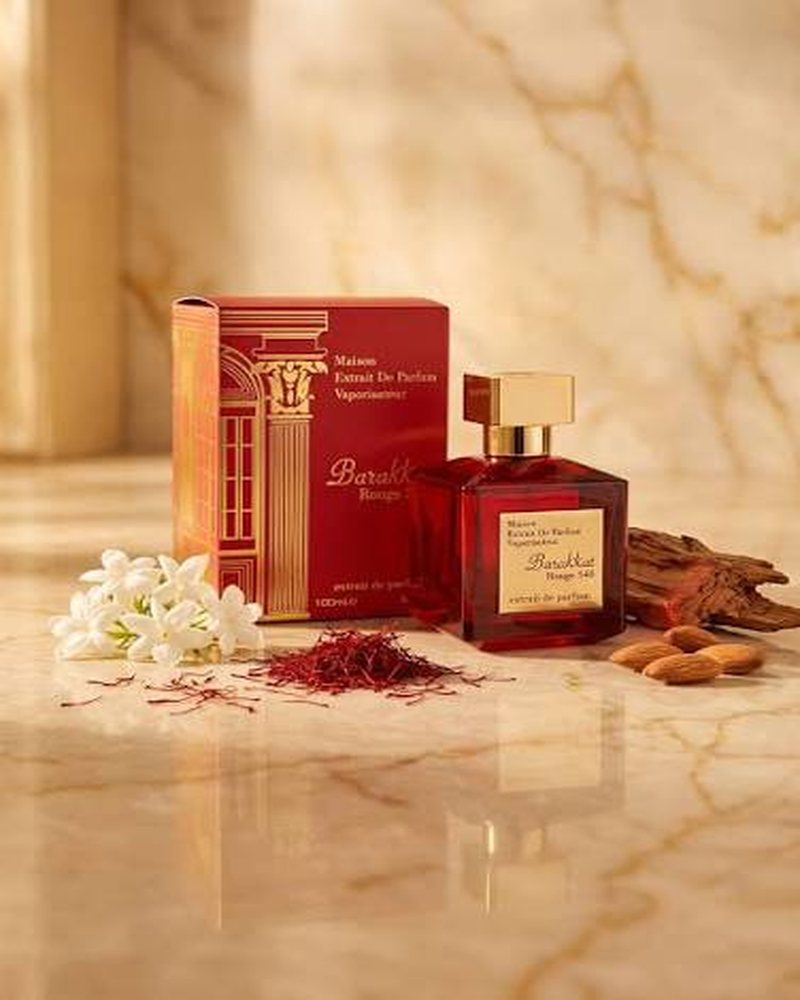 Maison
Extrait De Parfum
Vaporisateur
Barakk
Rouge
extrait de parfum
100ml
Maison
Extrait De Parfum
Vaporisateur
Barakkat
Rouge 540
extrait de parfum